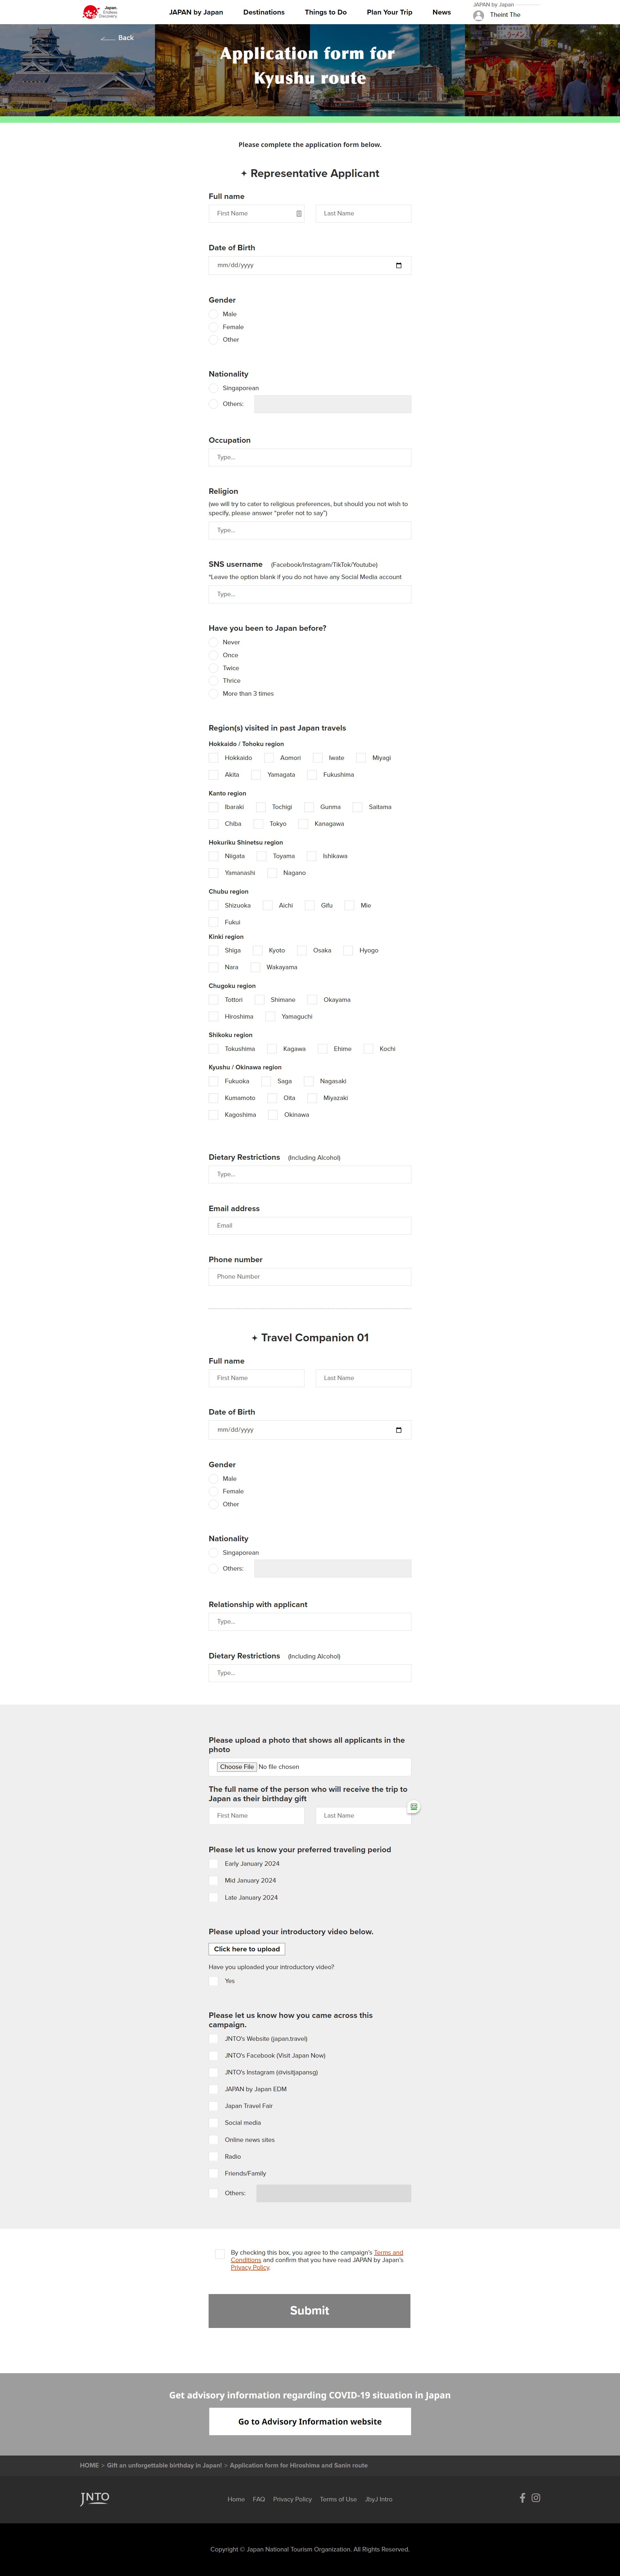 Japan.
Endless
Discovery.
JAPAN by Japan
Destinations
Things to Do
Plan Your Trip
News
JAPAN by Japan
Theint The
Back
Application form for
Kyushu route
Please complete the application form below.
Representative Applicant
Full name
First Name
Last Name
Date of Birth
mm/dd/yyyy
Gender
Male
Female
Other
Nationality
Singaporean
Others:
Occupation
Type...
Religion
(we will try to cater to religious preferences, but should you not wish to
specify, please answer “prefer not to say”)
Type...
SNS username (Facebook/Instagram/TikTok/Youtube)
*Leave the option blank if you do not have any Social Media account
Type...
Have you been to Japan before?
Never
Once
Twice
Thrice
More than 3 times
Region(s) visited in past Japan travels
Hokkaido / Tohoku region
Hokkaido Aomori Iwate Miyagi
Akita Yamagata Fukushima
Kanto region
Ibaraki Tochigi Gunma Saitama
Chiba Tokyo Kanagawa
Hokuriku Shinetsu region
Niigata Toyama Ishikawa
Yamanashi Nagano
Chubu region
Shizuoka Aichi Gifu Mie
Fukui
Kinki region
Shiga Kyoto Osaka Hyogo
Nara Wakayama
Chugoku region
Tottori Shimane Okayama
Hiroshima Yamaguchi
Shikoku region
Tokushima Kagawa Ehime Kochi
Kyushu / Okinawa region
Fukuoka Saga Nagasaki
Kumamoto Oita Miyazaki
Kagoshima Okinawa
Dietary Restrictions (Including Alcohol)
Type...
Email address
Email
Phone number
Phone Number
Travel Companion 01
Full name
First Name
Last Name
Date of Birth
mm/dd/yyyy
Gender
Male
Female
Other
Nationality
Singaporean
Others:
Relationship with applicant
Type...
Dietary Restrictions (Including Alcohol)
Type...
Please upload a photo that shows all applicants in the
photo
Choose File No file chosen
The full name of the person who will receive the trip to
Japan as their birthday gift
First Name
Last Name
Please let us know your preferred traveling period
Early January 2024
Mid January 2024
Late January 2024
Please upload your introductory video below.
Click here to upload
Have you uploaded your introductory video?
Yes
Please let us know how you came across this
campaign.
JNTO's Website (japan.travel)
JNTO's Facebook (Visit Japan Now)
JNTO's Instagram (@visitjapansg)
JAPAN by Japan EDM
Japan Travel Fair
Social media
Online news sites
Radio
Friends/Family
Others:
By checking this box, you agree to the campaign's Terms and
Conditions and confirm that you have read JAPAN by Japan's
Privacy Policy.
Submit
Get advisory information regarding COVID-19 situation in Japan
Go to Advisory Information website
HOME > Gift an unforgettable birthday in Japan! > Application form for Hiroshima and Sanin route
JNTO
Home
FAQ
Privacy Policy
Terms of Use
JbyJ Intro
Copyright © Japan National Tourism Organization. All Rights Reserved.